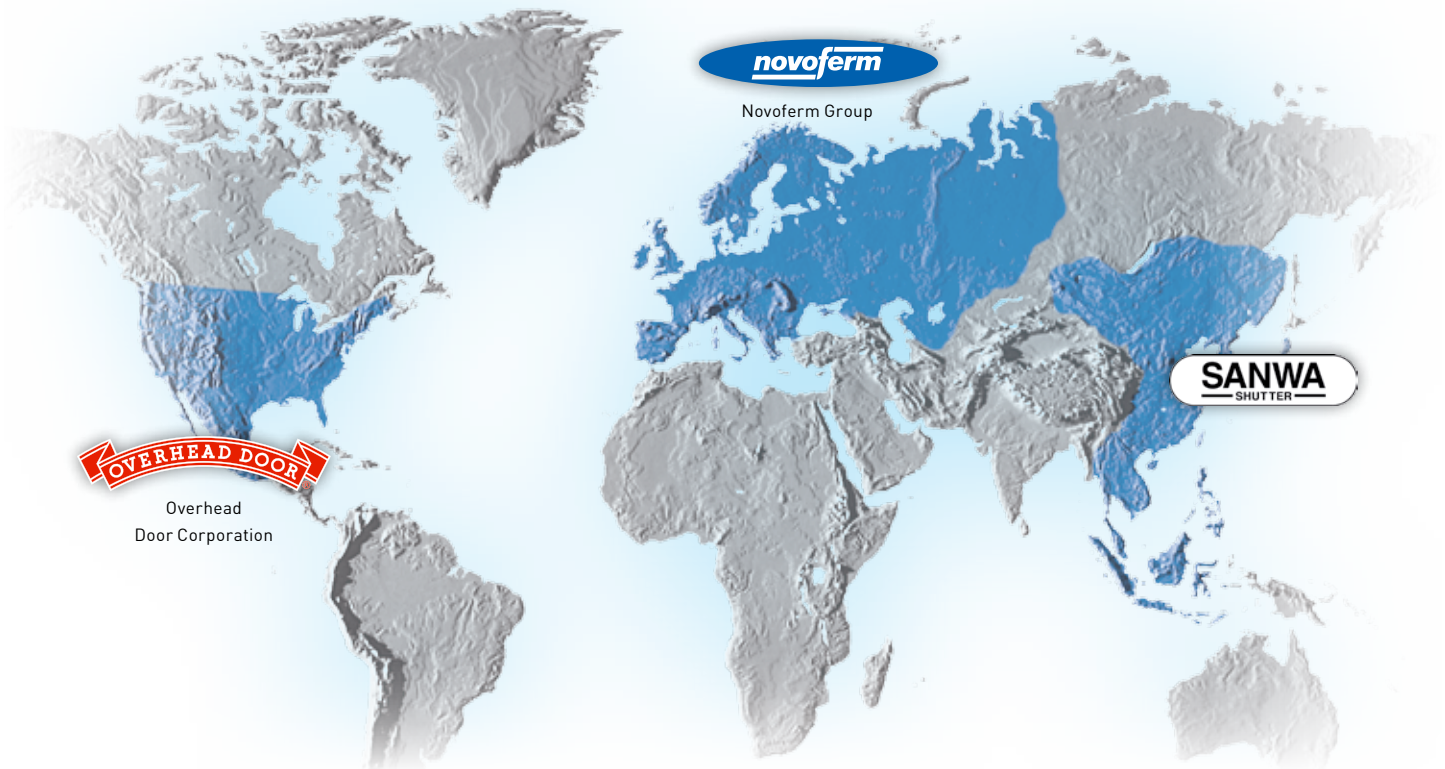 novoferm
Novoferm Group
SANWA
SHUTTER
OVERHEAD DOOR
Overhead
Door Corporation